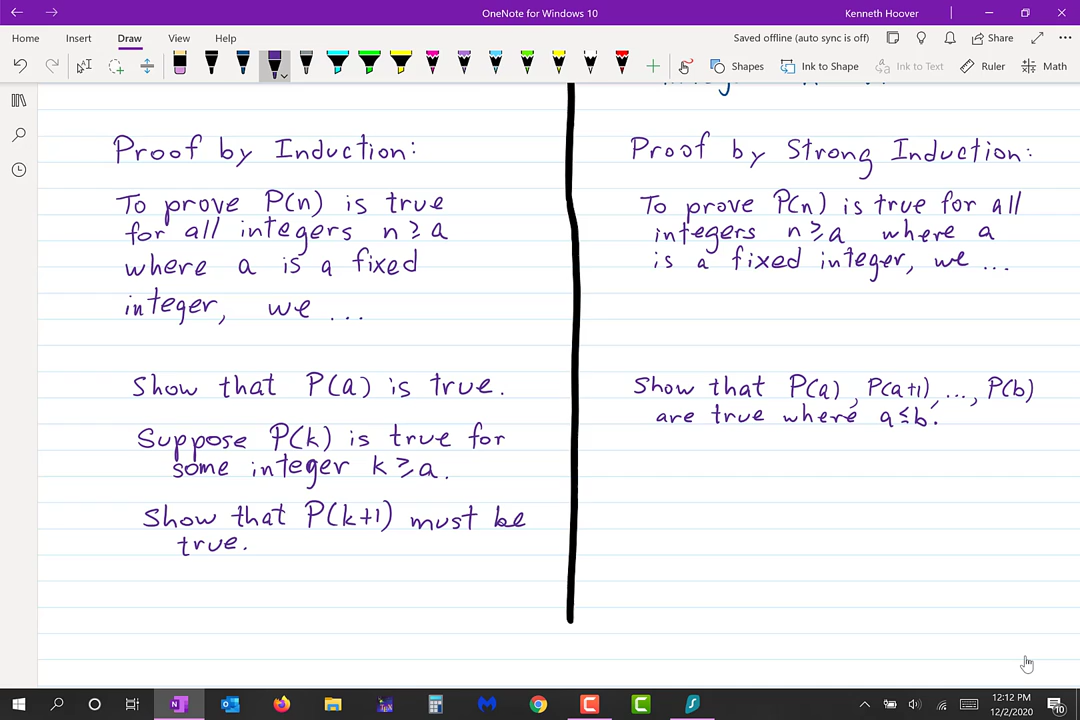 OneNote for Windows 10
Kenneth Hoover
Home Insert Draw View Help
Saved offline (auto sync is off)
Share
Shapes
Ink to Shape
Ink to Text
Ruler
Math
Proof by Induction:
To prove P(n) is true
for all integers n ≥ a
where a is a fixed
integer, we ...
Show that P(a) is true.
Suppose P(k) is true for
some integer k ≥ a.
Show that P(k+1) must be
true.
Proof by Strong Induction:
To prove P(n) is true for all
integers n ≥ a where a
is a fixed integer, we ...
Show that P(a), P(a+1), ..., P(b)
are true where a ≤ b.
12:12 PM
12/2/2020
10